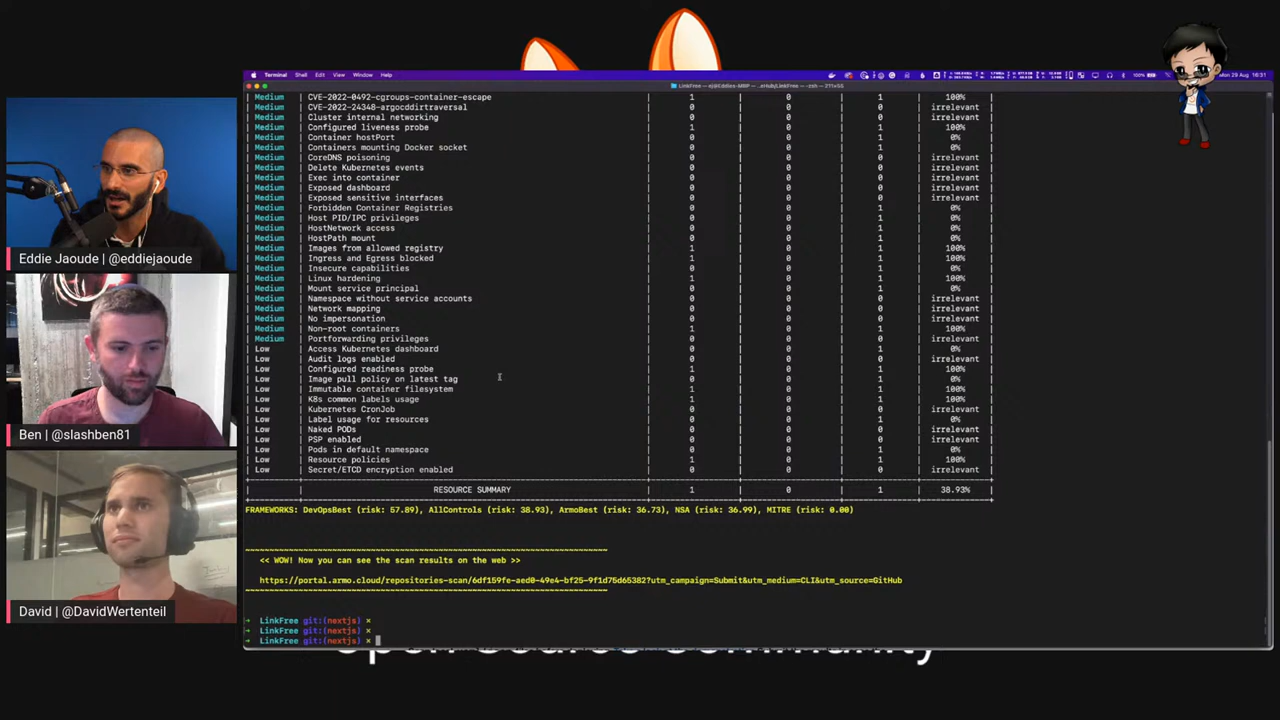 Terminal Shell Edit View Window Help Mon 29 Aug 16:31
| Medium | CVE-2022-0492-cgroups-container-escape | 1 | 0 | 1 | 100% |
| Medium | CVE-2022-24348-argocddirtraversal | 0 | 0 | 0 | irrelevant |
| Medium | Cluster internal networking | 0 | 0 | 0 | irrelevant |
| Medium | Configured liveness probe | 1 | 0 | 1 | 100% |
| Medium | Container hostPort | 0 | 0 | 1 | 0% |
| Medium | Containers mounting Docker socket | 0 | 0 | 1 | 0% |
| Medium | CoreDNS poisoning | 0 | 0 | 0 | irrelevant |
| Medium | Delete Kubernetes events | 0 | 0 | 0 | irrelevant |
| Medium | Exec into container | 0 | 0 | 0 | irrelevant |
| Medium | Exposed dashboard | 0 | 0 | 0 | irrelevant |
| Medium | Exposed sensitive interfaces | 0 | 0 | 0 | irrelevant |
| Medium | Forbidden Container Registries | 0 | 0 | 1 | 0% |
| Medium | Host PID/IPC privileges | 0 | 0 | 1 | 0% |
| Medium | HostNetwork access | 0 | 0 | 1 | 0% |
| Medium | HostPath mount | 0 | 0 | 1 | 0% |
| Medium | Images from allowed registry | 1 | 0 | 1 | 100% |
| Medium | Ingress and Egress blocked | 1 | 0 | 1 | 100% |
| Medium | Insecure capabilities | 0 | 0 | 1 | 0% |
| Medium | Linux hardening | 1 | 0 | 1 | 100% |
| Medium | Mount service principal | 0 | 0 | 1 | 0% |
| Medium | Namespace without service accounts | 0 | 0 | 0 | irrelevant |
| Medium | Network mapping | 0 | 0 | 0 | irrelevant |
| Medium | No impersonation | 0 | 0 | 0 | irrelevant |
| Medium | Non-root containers | 1 | 0 | 1 | 100% |
| Medium | Portforwarding privileges | 0 | 0 | 0 | irrelevant |
| Low | Access Kubernetes dashboard | 0 | 0 | 1 | 0% |
| Low | Audit logs enabled | 0 | 0 | 0 | irrelevant |
| Low | Configured readiness probe | 1 | 0 | 1 | 100% |
| Low | Image pull policy on latest tag | 0 | 0 | 1 | 0% |
| Low | Immutable container filesystem | 1 | 0 | 1 | 100% |
| Low | K8s common labels usage | 1 | 0 | 1 | 100% |
| Low | Kubernetes CronJob | 0 | 0 | 0 | irrelevant |
| Low | Label usage for resources | 0 | 0 | 1 | 0% |
| Low | Naked PODs | 0 | 0 | 0 | irrelevant |
| Low | PSP enabled | 0 | 0 | 0 | irrelevant |
| Low | Pods in default namespace | 0 | 0 | 1 | 0% |
| Low | Resource policies | 1 | 0 | 1 | 100% |
| Low | Secret/ETCD encryption enabled | 0 | 0 | 0 | irrelevant |
| | RESOURCE SUMMARY | 1 | 0 | 1 | 38.93% |
FRAMEWORKS: DevOpsBest (risk: 57.89), AllControls (risk: 38.93), ArmoBest (risk: 36.73), NSA (risk: 36.99), MITRE (risk: 0.00)
<< WOW! Now you can see the scan results on the web >>
https://portal.armo.cloud/repositories-scan/6df159fe-aed0-49e4-bf25-9f1d75d65382?utm_campaign=Submit&utm_medium=CLI&utm_source=GitHub
→ LinkFree git:(nextjs) ×
→ LinkFree git:(nextjs) ×
→ LinkFree git:(nextjs) ×
Eddie Jaoude | @eddiejaoude
Ben | @slashben81
David | @DavidWertenteil